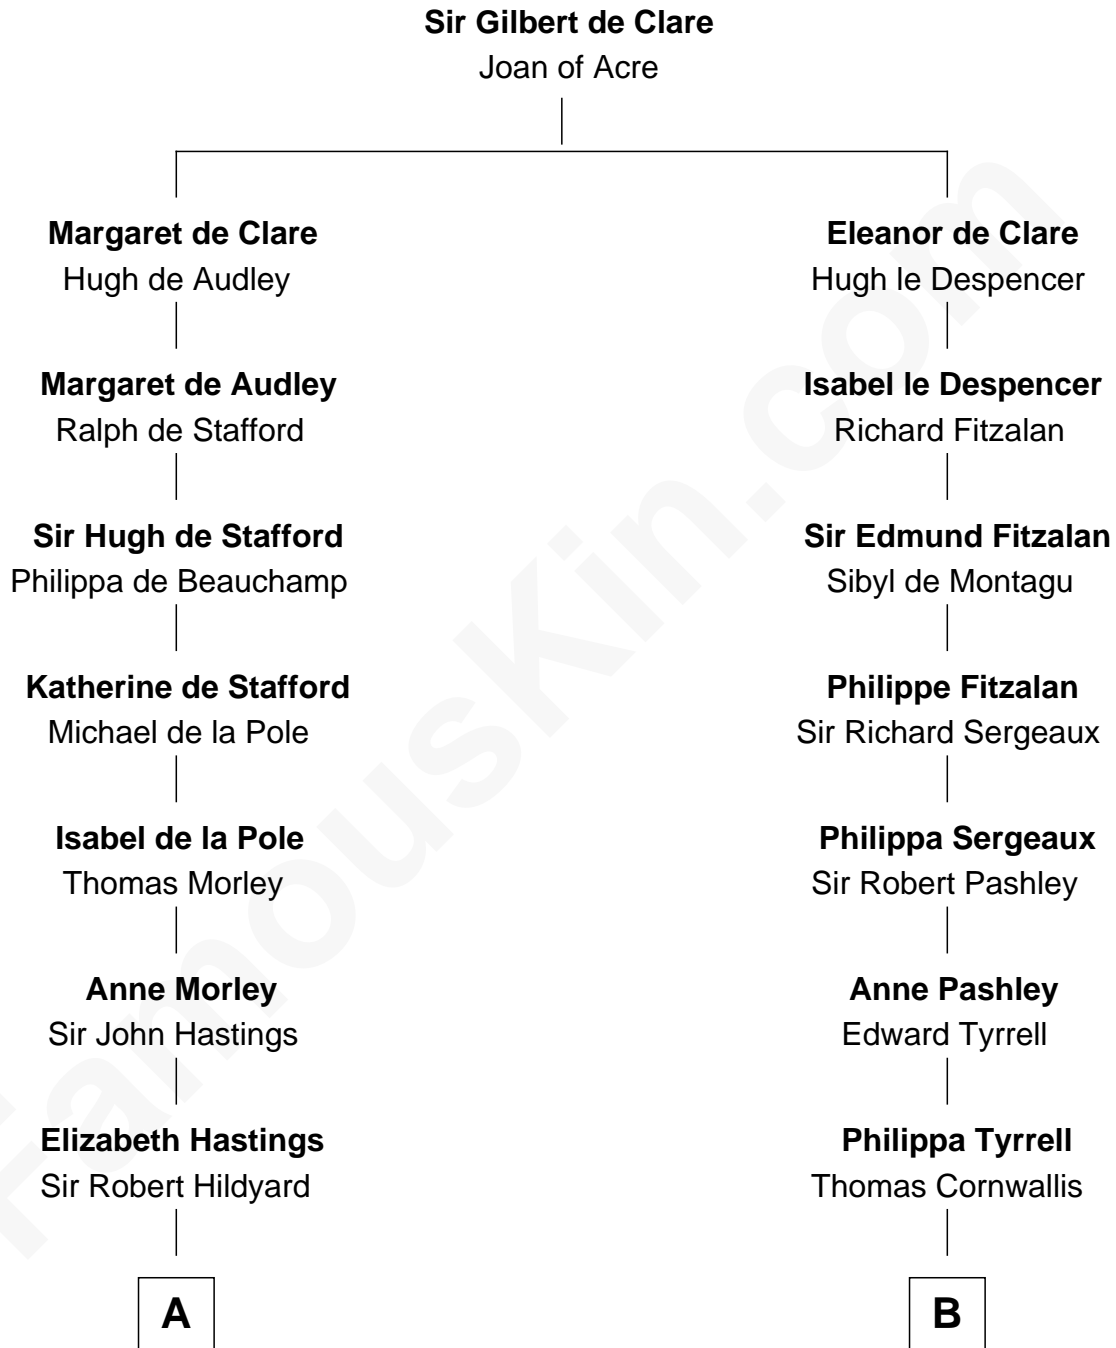 Sir Gilbert de Clare
Joan of Acre
Margaret de Clare
Hugh de Audley
Margaret de Audley
Ralph de Stafford
Sir Hugh de Stafford
Philippa de Beauchamp
Katherine de Stafford
Michael de la Pole
Isabel de la Pole
Thomas Morley
Anne Morley
Sir John Hastings
Elizabeth Hastings
Sir Robert Hildyard
A
Eleanor de Clare
Hugh le Despencer
Isabel le Despencer
Richard Fitzalan
Sir Edmund Fitzalan
Sibyl de Montagu
Philippe Fitzalan
Sir Richard Sergeaux
Philippa Sergeaux
Sir Robert Pashley
Anne Pashley
Edward Tyrrell
Philippa Tyrrell
Thomas Cornwallis
B
FamousKin.com